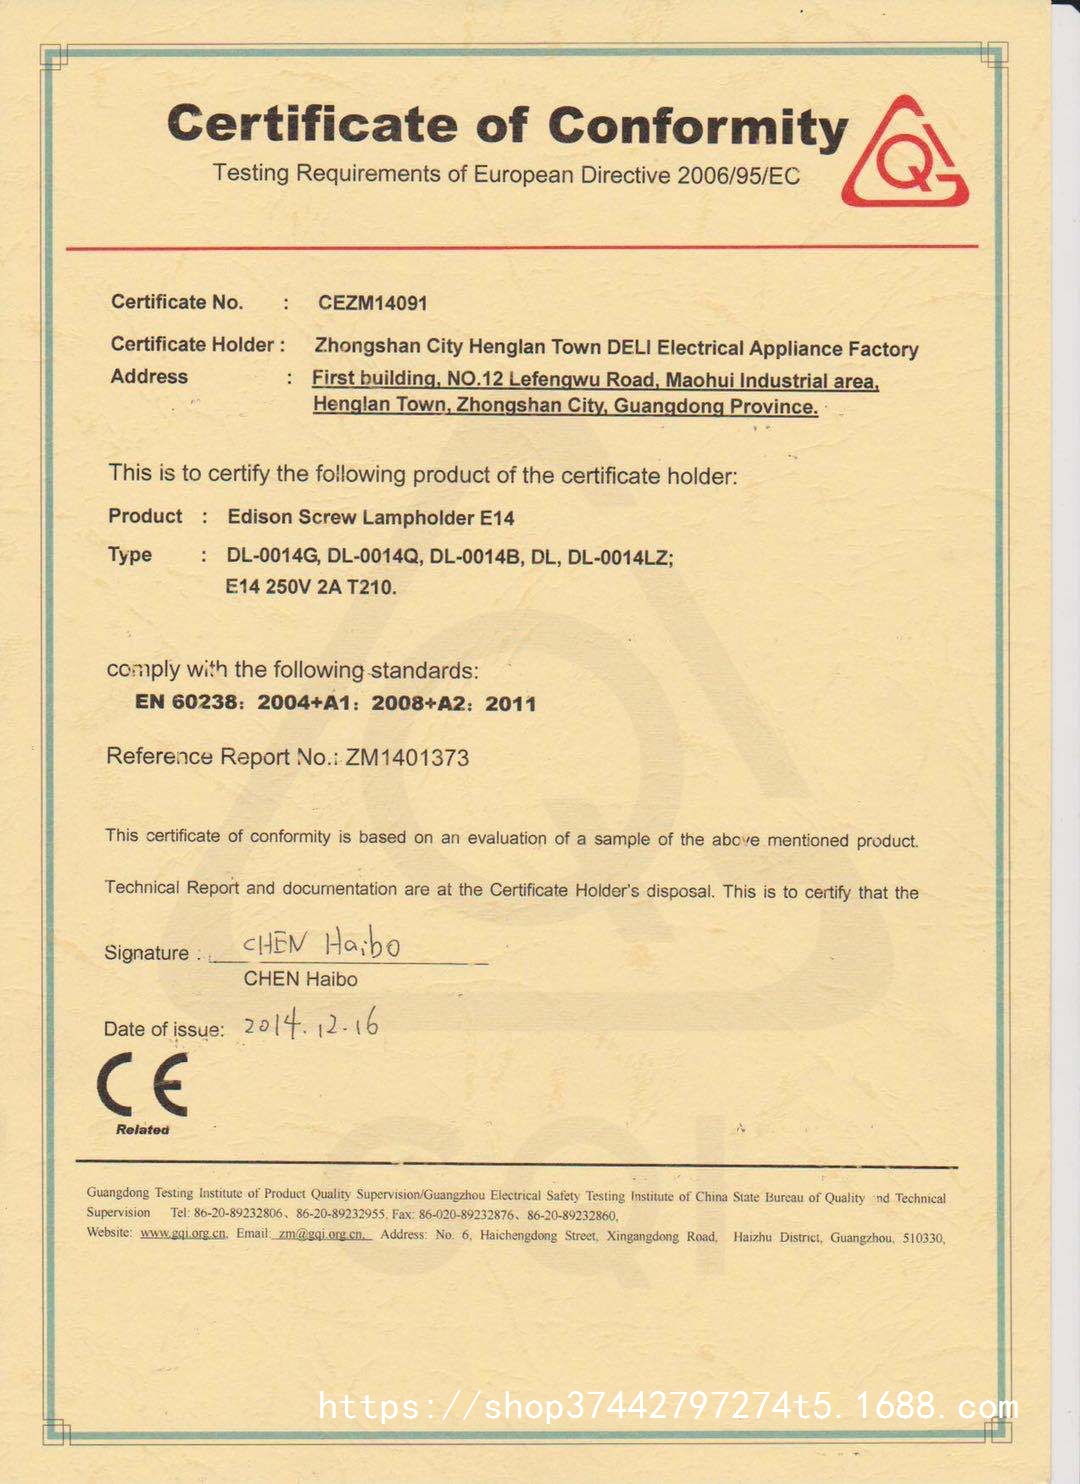 Certificate of Conformity
Testing Requirements of European Directive 2006/95/EC
QG
Certificate No. : CEZM14091
Certificate Holder : Zhongshan City Henglan Town DELI Electrical Appliance Factory
Address : First building, NO.12 Lefengwu Road, Maohui Industrial area,
Henglan Town, Zhongshan City, Guangdong Province.
This is to certify the following product of the certificate holder:
Product : Edison Screw Lampholder E14
Type : DL-0014G, DL-0014Q, DL-0014B, DL, DL-0014LZ;
E14 250V 2A T210.
comply with the following standards:
EN 60238: 2004+A1: 2008+A2: 2011
Reference Report No.: ZM1401373
This certificate of conformity is based on an evaluation of a sample of the above mentioned product.
Technical Report and documentation are at the Certificate Holder's disposal. This is to certify that the
Signature : CHEN Haibo
CHEN Haibo
Date of issue: 2014.12.16
CE
Related
GQI
Guangdong Testing Institute of Product Quality Supervision/Guangzhou Electrical Safety Testing Institute of China State Bureau of Quality and Technical
Supervision Tel: 86-20-89232806、86-20-89232955, Fax: 86-020-89232876、86-20-89232860,
Website: www.gqi.org.cn, Email: zm@gqi.org.cn, Address: No. 6, Haichengdong Street, Xingangdong Road, Haizhu District, Guangzhou, 510330,
https://shop37442797274t5.1688.com